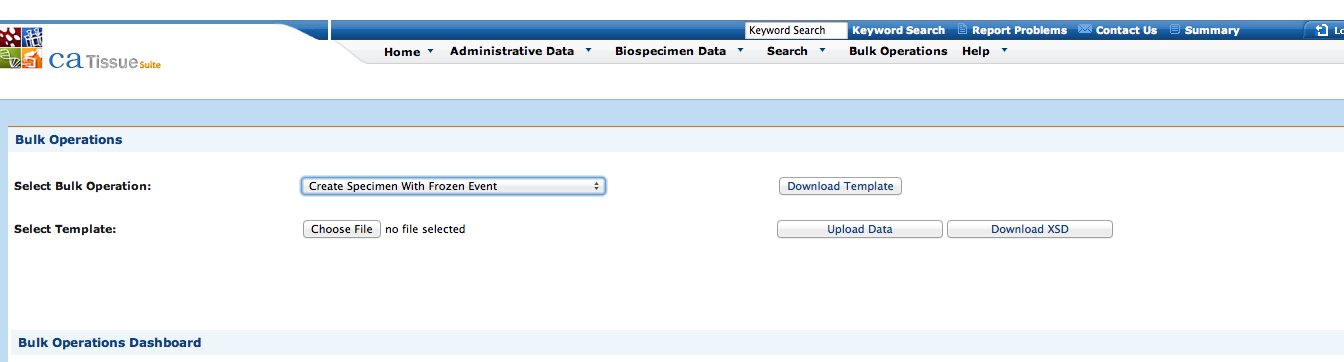 Keyword Search Keyword Search Report Problems Contact Us Summary
Home Administrative Data Biospecimen Data Search Bulk Operations Help
ca Tissue Suite
Bulk Operations
Select Bulk Operation: Create Specimen With Frozen Event Download Template
Select Template: Choose File no file selected Upload Data Download XSD
Bulk Operations Dashboard